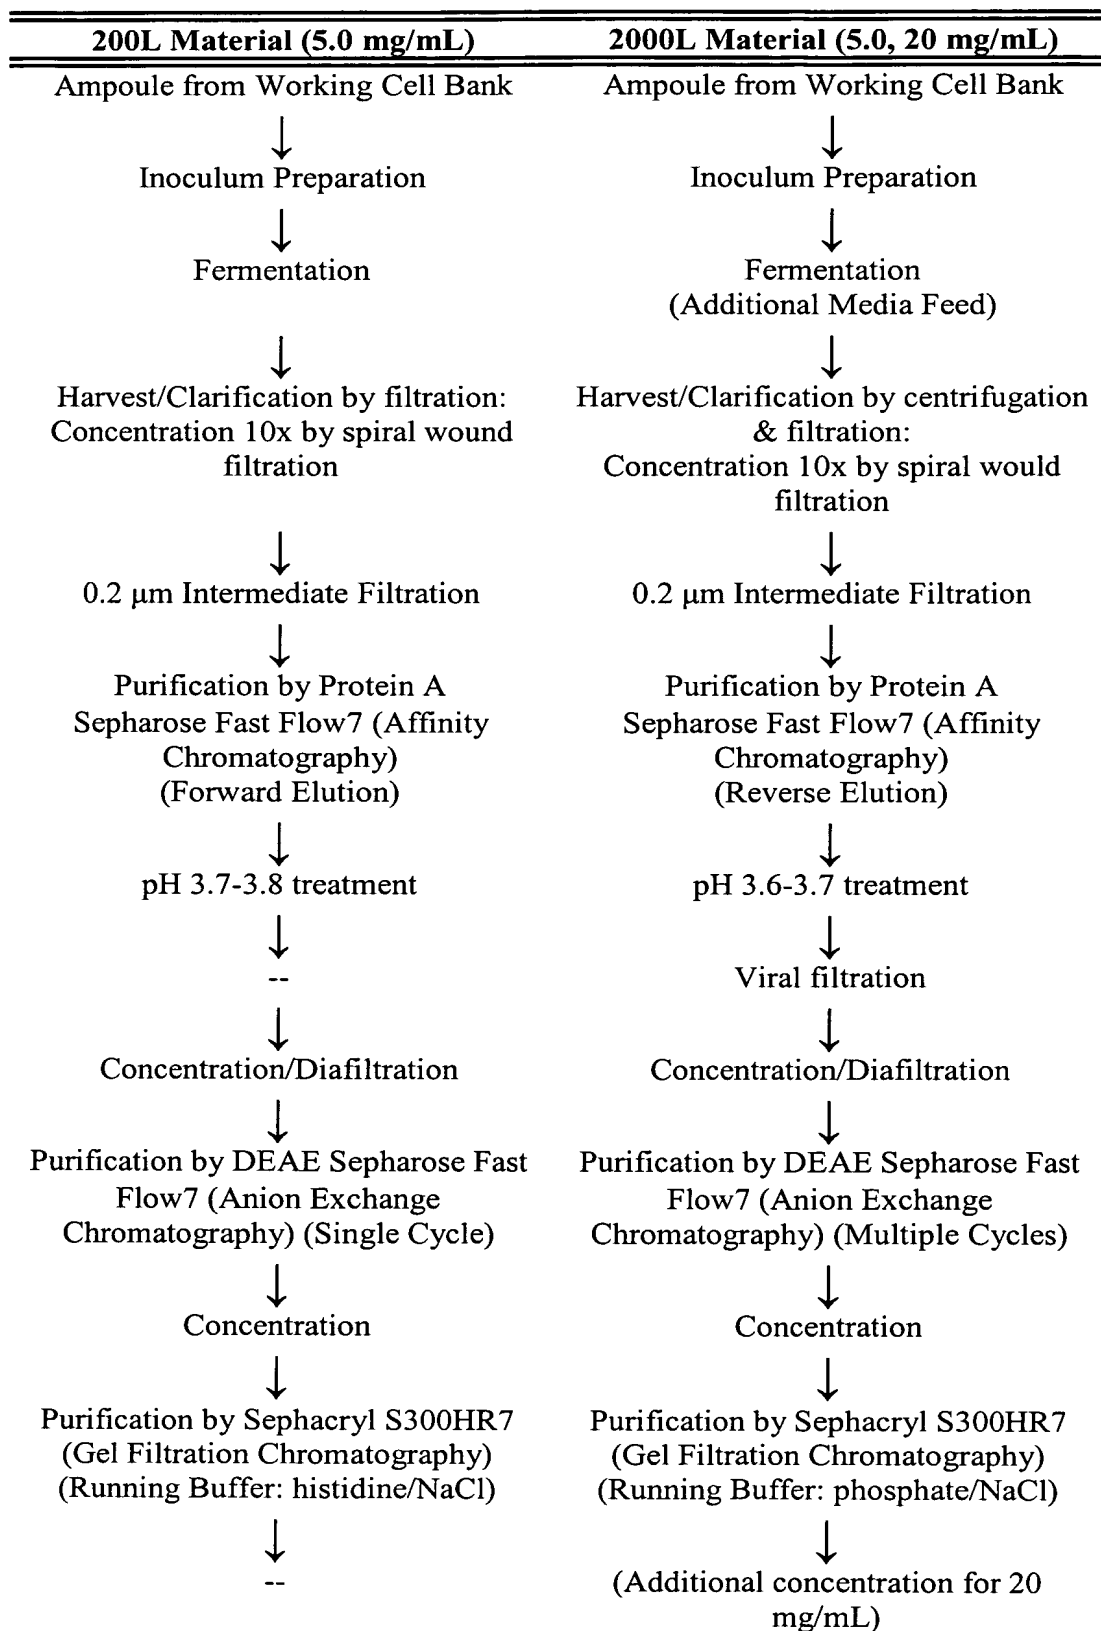 200L Material (5.0 mg/mL)
2000L Material (5.0, 20 mg/mL)
Ampoule from Working Cell Bank
Ampoule from Working Cell Bank
↓
↓
Inoculum Preparation
Inoculum Preparation
↓
↓
Fermentation
Fermentation
(Additional Media Feed)
↓
↓
Harvest/Clarification by filtration:
Concentration 10x by spiral wound
filtration
Harvest/Clarification by centrifugation
& filtration:
Concentration 10x by spiral would
filtration
↓
↓
0.2 μm Intermediate Filtration
0.2 μm Intermediate Filtration
↓
↓
Purification by Protein A
Sepharose Fast Flow7 (Affinity
Chromatography)
(Forward Elution)
Purification by Protein A
Sepharose Fast Flow7 (Affinity
Chromatography)
(Reverse Elution)
↓
↓
pH 3.7-3.8 treatment
pH 3.6-3.7 treatment
↓
↓
--
Viral filtration
↓
↓
Concentration/Diafiltration
Concentration/Diafiltration
↓
↓
Purification by DEAE Sepharose Fast
Flow7 (Anion Exchange
Chromatography) (Single Cycle)
Purification by DEAE Sepharose Fast
Flow7 (Anion Exchange
Chromatography) (Multiple Cycles)
↓
↓
Concentration
Concentration
↓
↓
Purification by Sephacryl S300HR7
(Gel Filtration Chromatography)
(Running Buffer: histidine/NaCl)
Purification by Sephacryl S300HR7
(Gel Filtration Chromatography)
(Running Buffer: phosphate/NaCl)
↓
↓
--
(Additional concentration for 20
mg/mL)